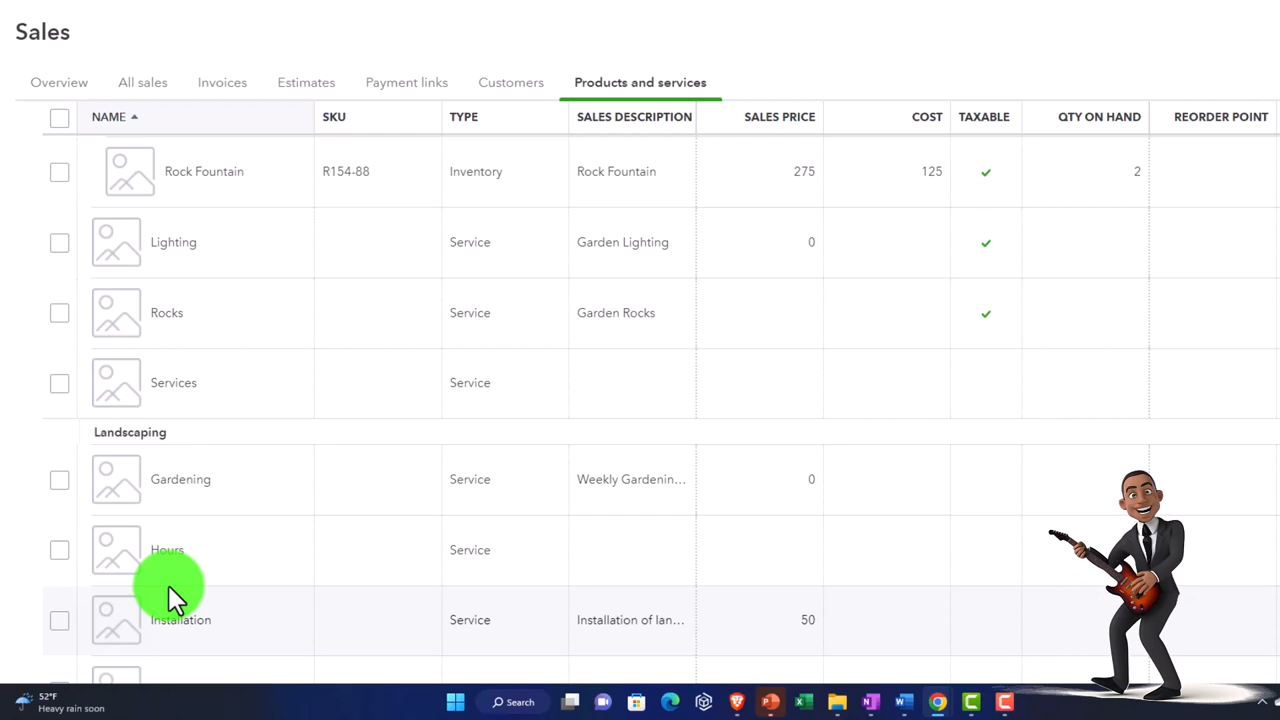 Sales
Overview All sales Invoices Estimates Payment links Customers Products and services
NAME SKU TYPE SALES DESCRIPTION SALES PRICE COST TAXABLE QTY ON HAND REORDER POINT
Rock Fountain R154-88 Inventory Rock Fountain 275 125 2
Lighting Service Garden Lighting 0
Rocks Service Garden Rocks
Services Service
Landscaping
Gardening Service Weekly Gardenin... 0
Hours Service
Installation Service Installation of lan... 50
52°F
Heavy rain soon
Search